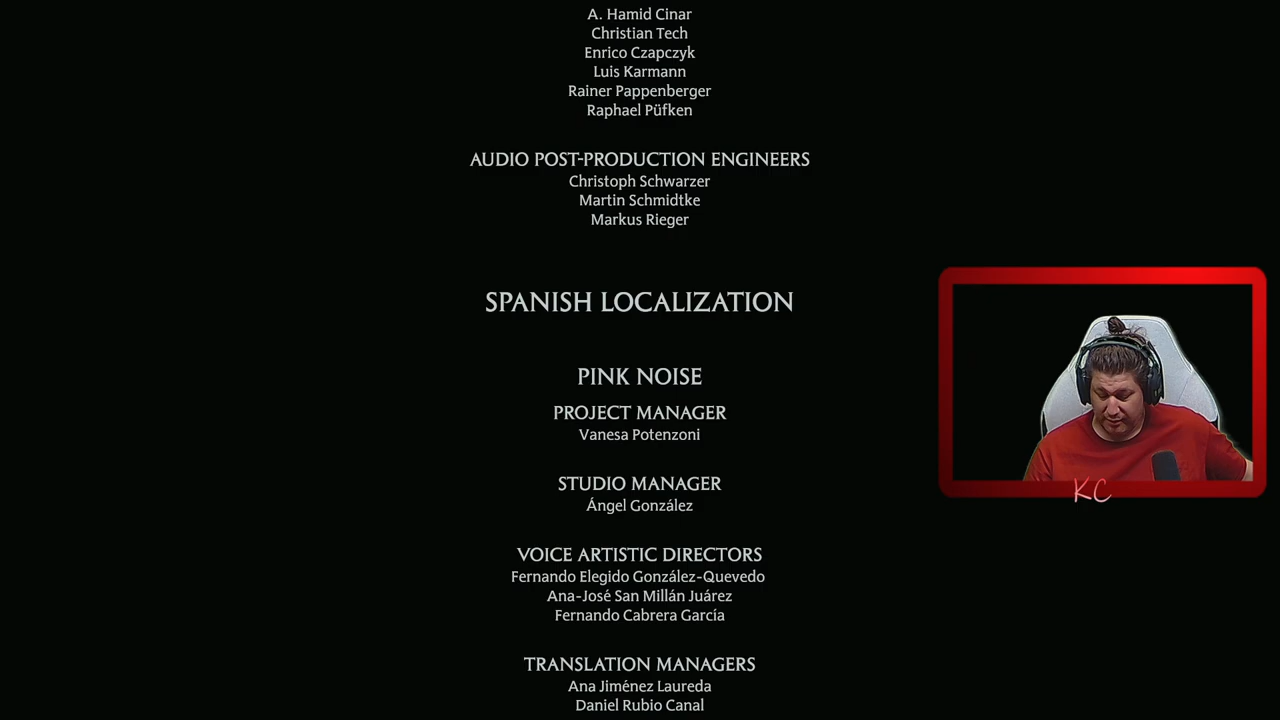 A. Hamid Cinar
Christian Tech
Enrico Czapczyk
Luis Karmann
Rainer Pappenberger
Raphael Püfken
AUDIO POST-PRODUCTION ENGINEERS
Christoph Schwarzer
Martin Schmidtke
Markus Rieger
SPANISH LOCALIZATION
PINK NOISE
PROJECT MANAGER
Vanesa Potenzoni
STUDIO MANAGER
Ángel González
VOICE ARTISTIC DIRECTORS
Fernando Elegido González-Quevedo
Ana-José San Millán Juárez
Fernando Cabrera García
TRANSLATION MANAGERS
Ana Jiménez Laureda
Daniel Rubio Canal
KC